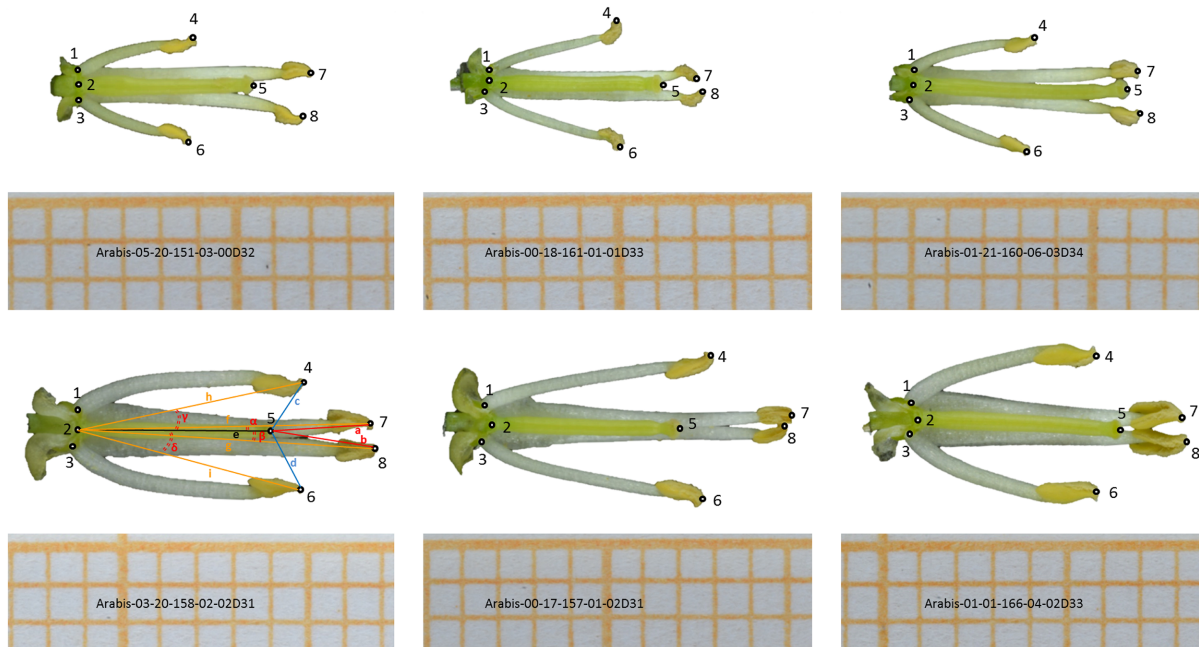 4
1
2
3
7
5
8
6
4
1
2
3
7
5
8
6
4
1
2
3
7
5
8
6
Arabis-05-20-151-03-00D32
Arabis-00-18-161-01-01D33
Arabis-01-21-160-06-03D34
4
1
h
c
γ
f
α
5
7
a
2
e
β
b
3
δ
g
8
i
d
6
4
1
2
3
7
5
8
6
4
1
2
3
5
7
8
6
Arabis-03-20-158-02-02D31
Arabis-00-17-157-01-02D31
Arabis-01-01-166-04-02D33